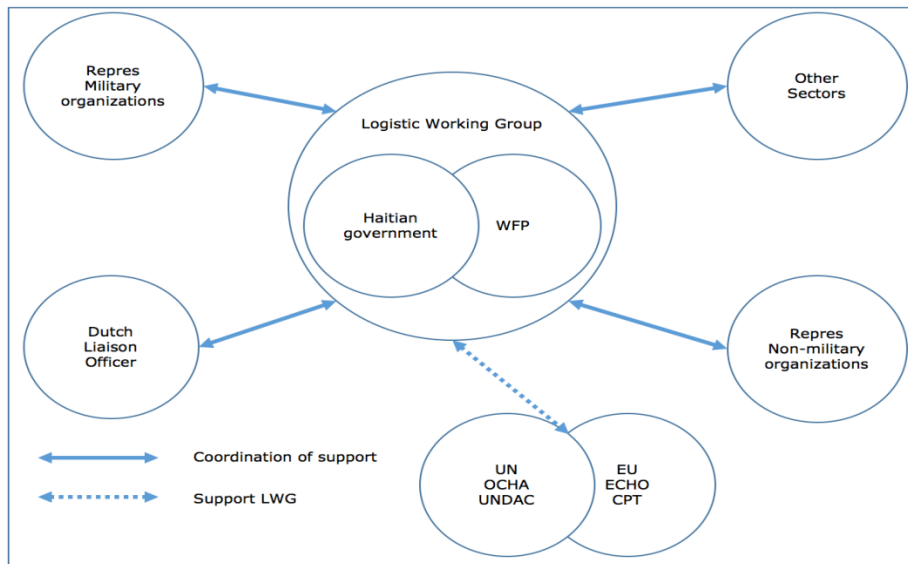 Repres
Military
organizations
Other
Sectors
Logistic Working Group
Haitian
government
WFP
Dutch
Liaison
Officer
Repres
Non-military
organizations
Coordination of support
Support LWG
UN
OCHA
UNDAC
EU
ECHO
CPT